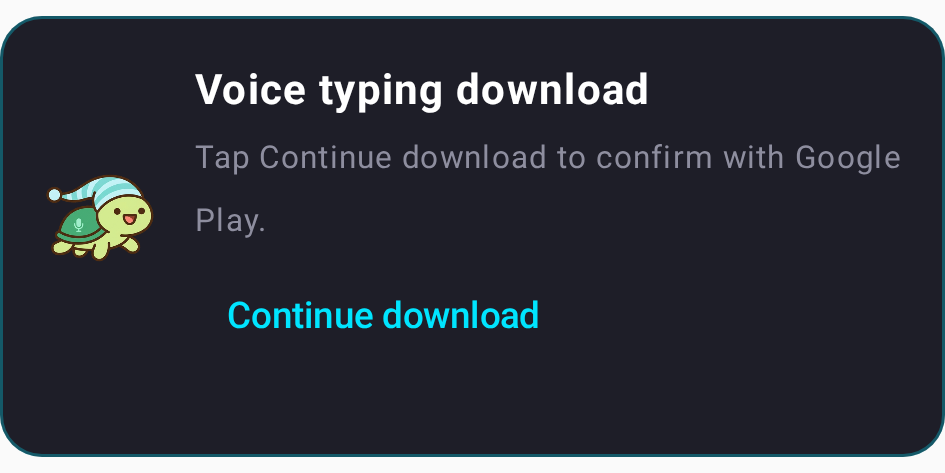 Voice typing download
Tap Continue download to confirm with Google
Play.
Continue download